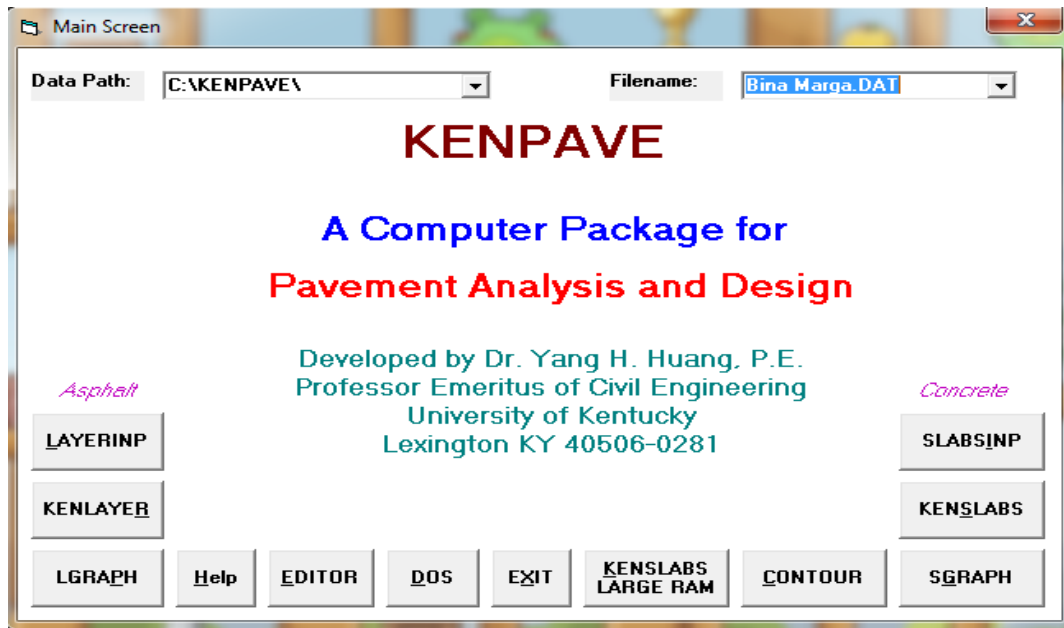 Main Screen
Data Path: C:\KENPAVE\ Filename: Bina Marga.DAT
KENPAVE
A Computer Package for
Pavement Analysis and Design
Developed by Dr. Yang H. Huang, P.E.
Professor Emeritus of Civil Engineering
University of Kentucky
Lexington KY 40506-0281
Asphalt
Concrete
LAYERINP
SLABSINP
KENLAYER
KENSLABS
LGRAPH
Help
EDITOR
DOS
EXIT
KENSLABS
LARGE RAM
CONTOUR
SGRAPH